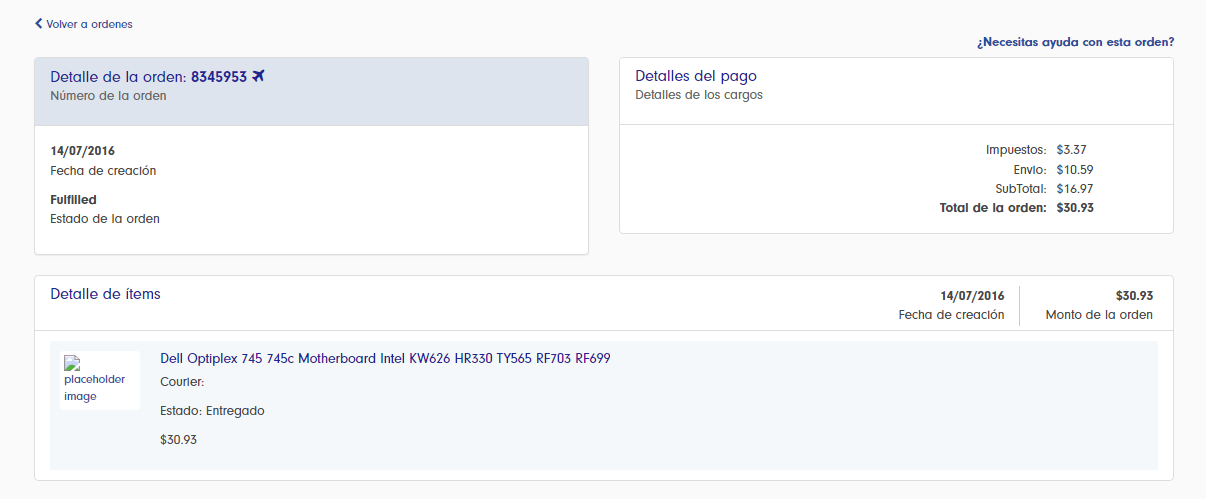 Volver a ordenes
¿Necesitas ayuda con esta orden?
Detalle de la orden: 8345953
Número de la orden
14/07/2016
Fecha de creación
Fulfilled
Estado de la orden
Detalles del pago
Detalles de los cargos
Impuestos: $3.37
Envio: $10.59
SubTotal: $16.97
Total de la orden: $30.93
Detalle de ítems
14/07/2016
Fecha de creación
$30.93
Monto de la orden
placeholder
image
Dell Optiplex 745 745c Motherboard Intel KW626 HR330 TY565 RF703 RF699
Courier:
Estado: Entregado
$30.93